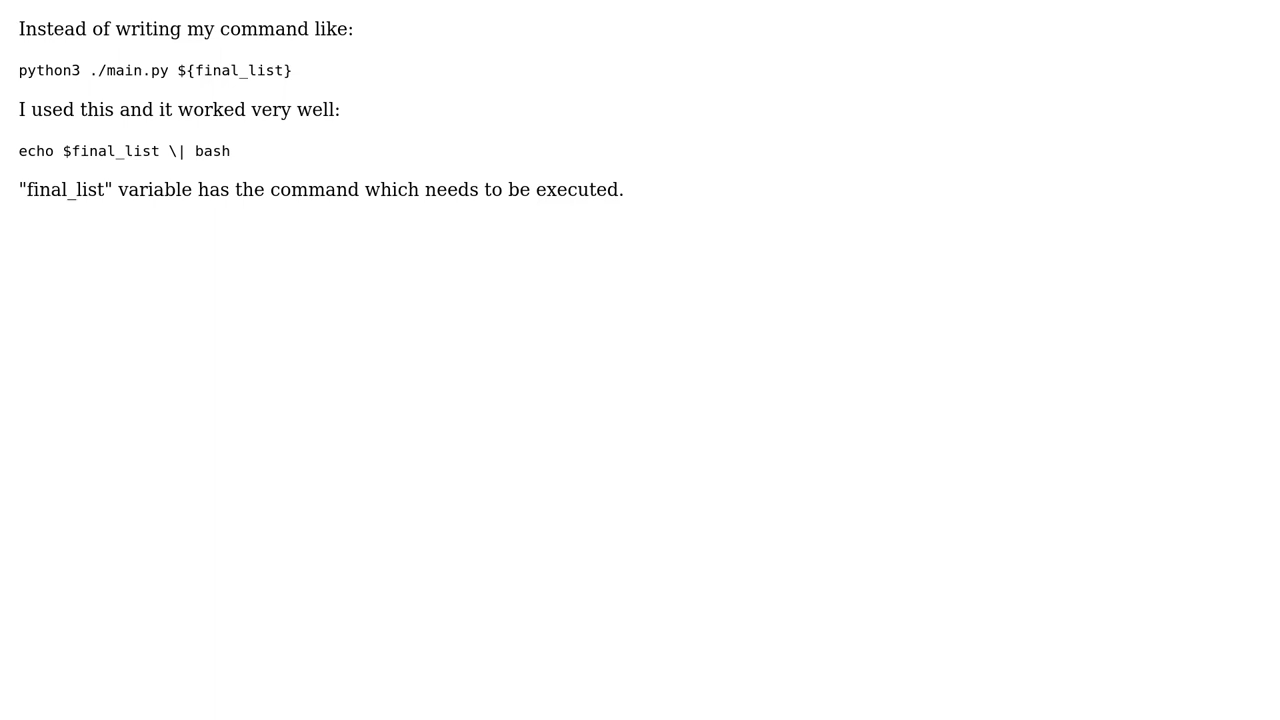 Instead of writing my command like:
python3 ./main.py ${final_list}
I used this and it worked very well:
echo $final_list \| bash
"final_list" variable has the command which needs to be executed.